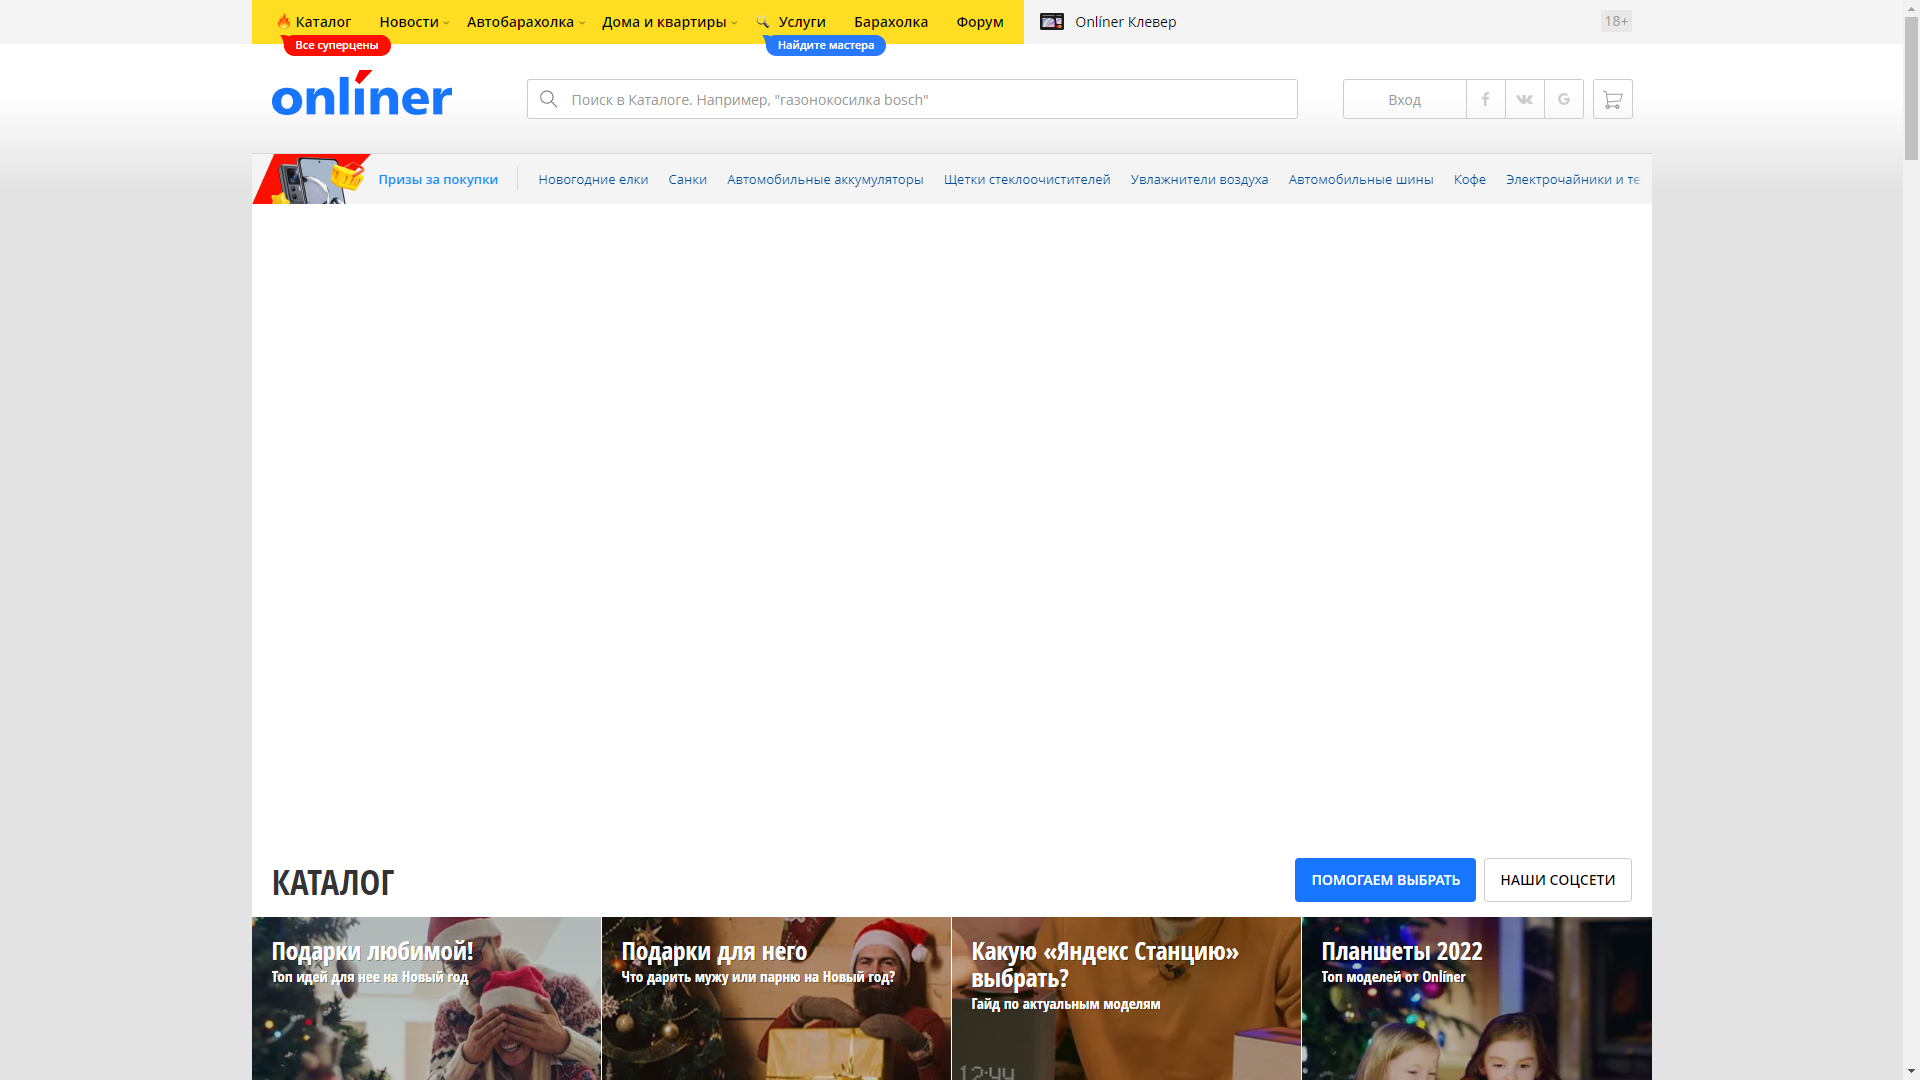 Каталог Новости Автобарахолка Дома и квартиры Услуги Барахолка Форум Onlíner Клевер 18+
Все суперцены Найдите мастера
onlíner Поиск в Каталоге. Например, "газонокосилка bosch" Вход
Призы за покупки Новогодние елки Санки Автомобильные аккумуляторы Щетки стеклоочистителей Увлажнители воздуха Автомобильные шины Кофе Электрочайники и те
КАТАЛОГ ПОМОГАЕМ ВЫБРАТЬ НАШИ СОЦСЕТИ
Подарки любимой!
Топ идей для нее на Новый год
Подарки для него
Что дарить мужу или парню на Новый год?
Какую «Яндекс Станцию»
выбрать?
Гайд по актуальным моделям
12:44
Планшеты 2022
Топ моделей от Onlíner